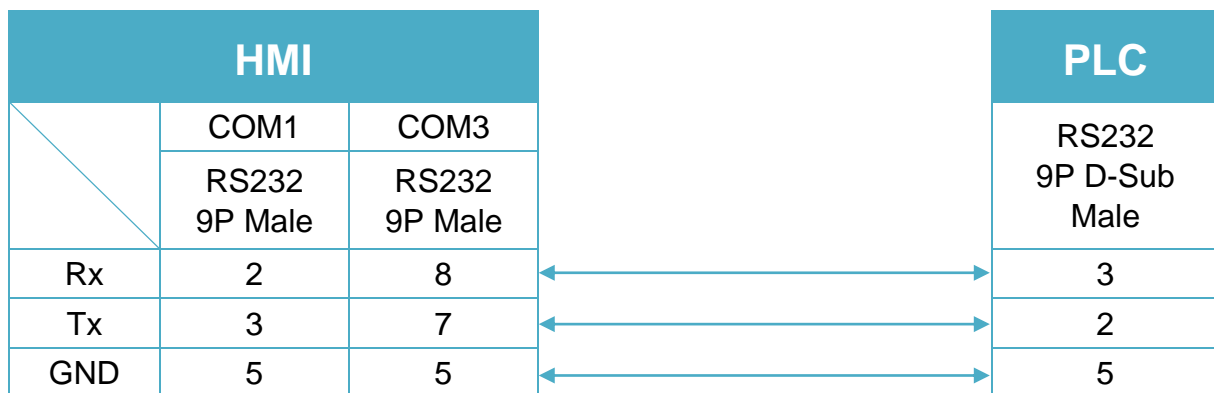 HMI
PLC
COM1 COM3
RS232
9P Male
RS232
9P Male
RS232
9P D-Sub
Male
Rx 2 8 3
Tx 3 7 2
GND 5 5 5